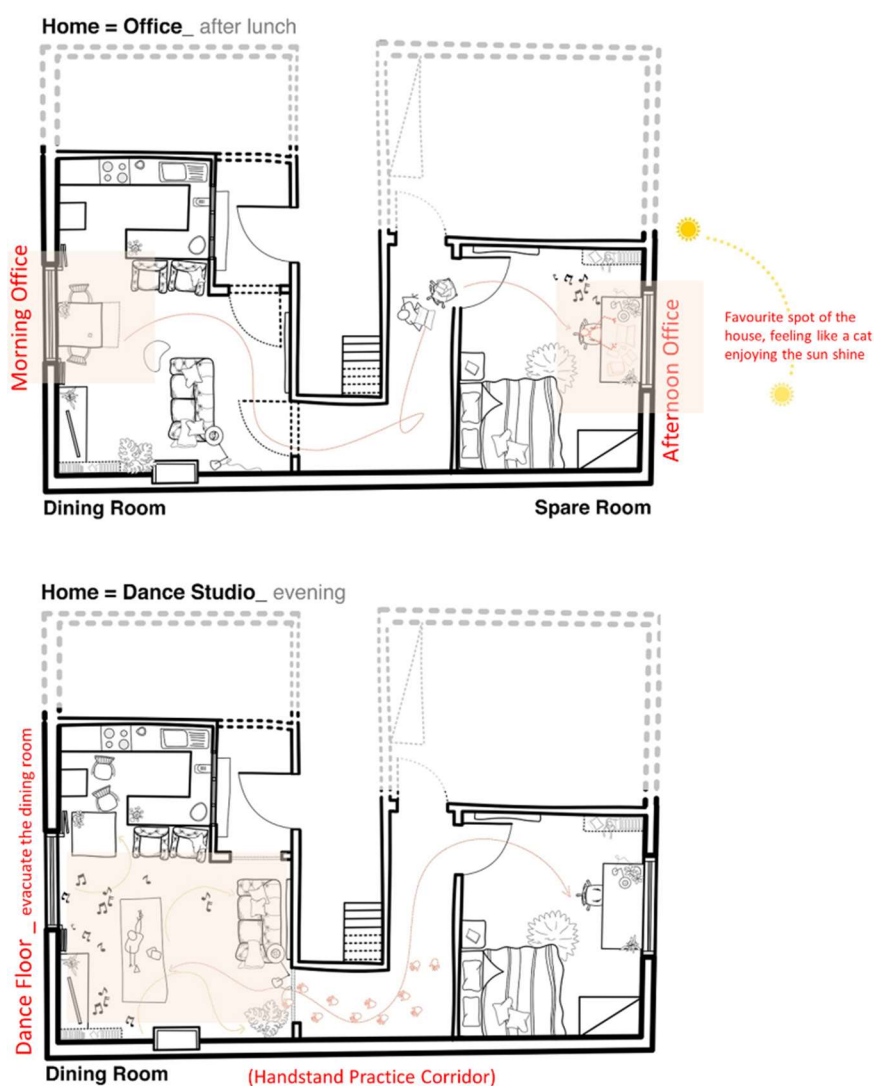 Home = Office_ after lunch
Morning Office
Afternoon Office
Favourite spot of the
house, feeling like a cat
enjoying the sun shine
Dining Room
Spare Room
Home = Dance Studio_ evening
Dance Floor _ evacuate the dining room
Dining Room
(Handstand Practice Corridor)